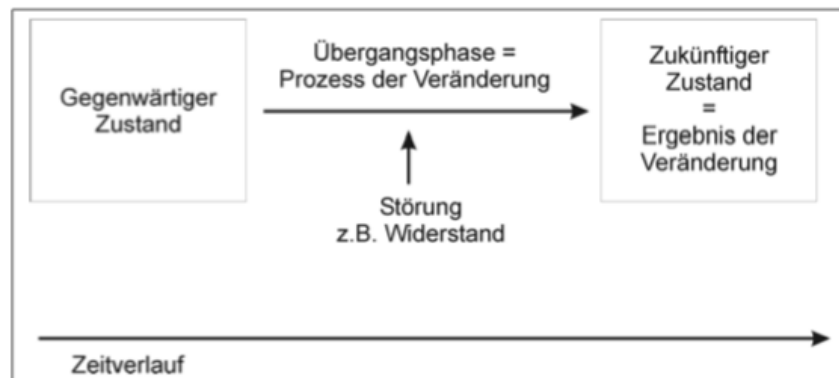 Gegenwärtiger
Zustand
Übergangsphase =
Prozess der Veränderung
Störung
z.B. Widerstand
Zukünftiger
Zustand
=
Ergebnis der
Veränderung
Zeitverlauf